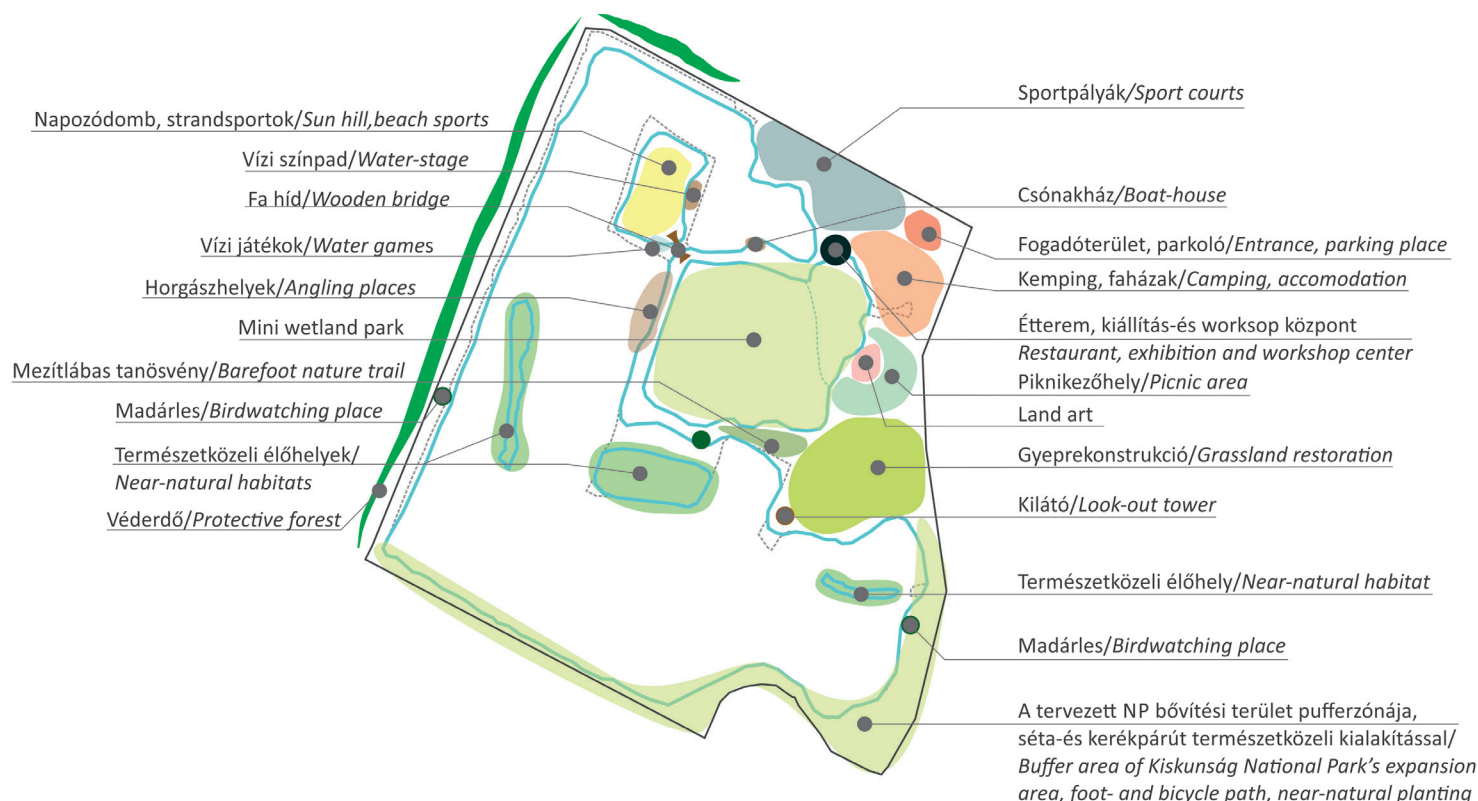 Napozódomb, strandsportok/Sun hill,beach sports
Vízi színpad/Water-stage
Fa híd/Wooden bridge
Vízi játékok/Water games
Horgászhelyek/Angling places
Mini wetland park
Mezítlábas tanösvény/Barefoot nature trail
Madárles/Birdwatching place
Természetközeli élőhelyek/
Near-natural habitats
Véderdő/Protective forest
Sportpályák/Sport courts
Csónakház/Boat-house
Fogadóterület, parkoló/Entrance, parking place
Kemping, faházak/Camping, accomodation
Étterem, kiállítás-és worksop központ
Restaurant, exhibition and workshop center
Piknikezőhely/Picnic area
Land art
Gyeprekonstrukció/Grassland restoration
Kilátó/Look-out tower
Természetközeli élőhely/Near-natural habitat
Madárles/Birdwatching place
A tervezett NP bővítési terület pufferzónája,
séta-és kerékpárút természetközeli kialakítással/
Buffer area of Kiskunság National Park's expansion
area, foot- and bicycle path, near-natural planting